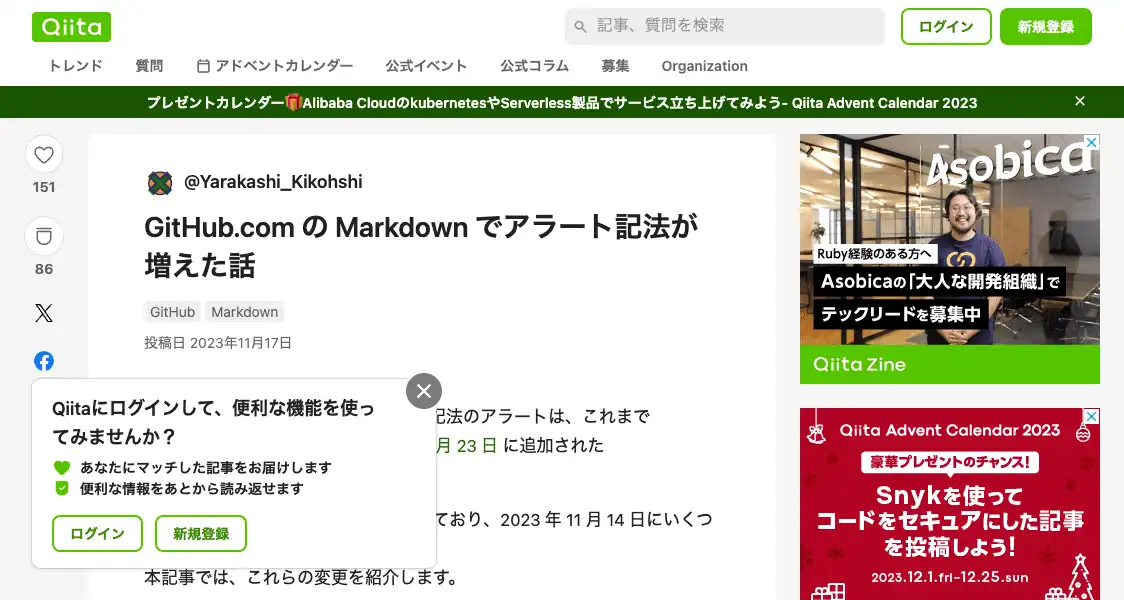 Qiita
記事、質問を検索
ログイン
新規登録
トレンド
質問
アドベントカレンダー
公式イベント
公式コラム
募集
Organization
プレゼントカレンダー🎁Alibaba CloudのkubernetesやServerless製品でサービス立ち上げてみよう- Qiita Advent Calendar 2023
151
86
@Yarakashi_Kikohshi
GitHub.com の Markdown でアラート記法が
増えた話
GitHub
Markdown
投稿日 2023年11月17日
記法のアラートは、これまで
月 23 日 に追加された
ており、2023 年 11 月 14 日にいくつ
本記事では、これらの変更を紹介します。
Qiitaにログインして、便利な機能を使っ
てみませんか？
あなたにマッチした記事をお届けします
便利な情報をあとから読み返せます
ログイン
新規登録
Asobica
Ruby経験のある方へ
Asobicaの「大人な開発組織」で
テックリードを募集中
Qiita Zine
Qiita Advent Calendar 2023
豪華プレゼントのチャンス!
Snykを使って
コードをセキュアにした記事
を投稿しよう!
2023.12.1.fri-12.25.sun